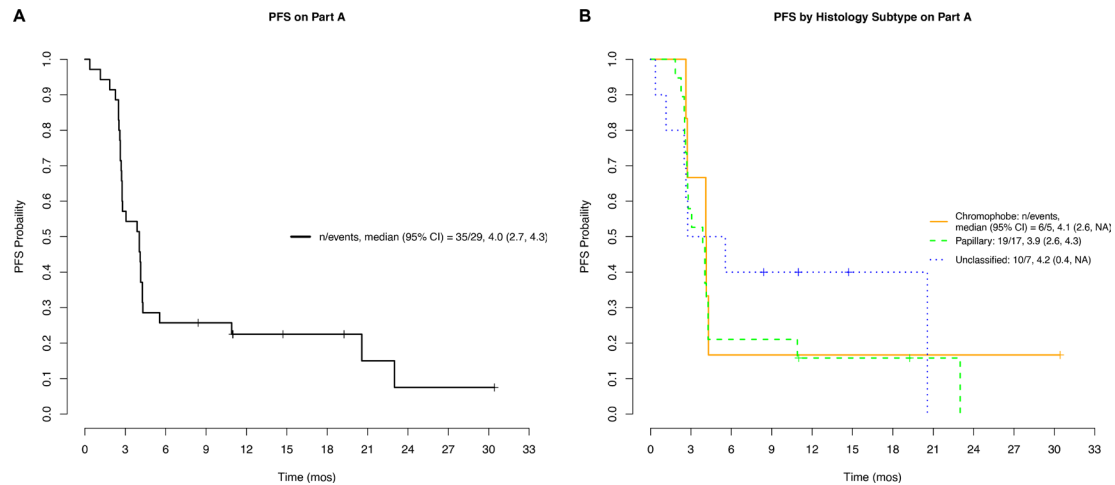 A
PFS on Part A
PFS Probaility
1.0
0.9
0.8
0.7
0.6
0.5
0.4
0.3
0.2
0.1
0.0
n/events, median (95% CI) = 35/29, 4.0 (2.7, 4.3)
0 3 6 9 12 15 18 21 24 27 30 33
Time (mos)
B
PFS by Histology Subtype on Part A
PFS Probaility
1.0
0.9
0.8
0.7
0.6
0.5
0.4
0.3
0.2
0.1
0.0
Chromophobe: n/events,
median (95% CI) = 6/5, 4.1 (2.6, NA)
Papillary: 19/17, 3.9 (2.6, 4.3)
Unclassified: 10/7, 4.2 (0.4, NA)
0 3 6 9 12 15 18 21 24 27 30 33
Time (mos)